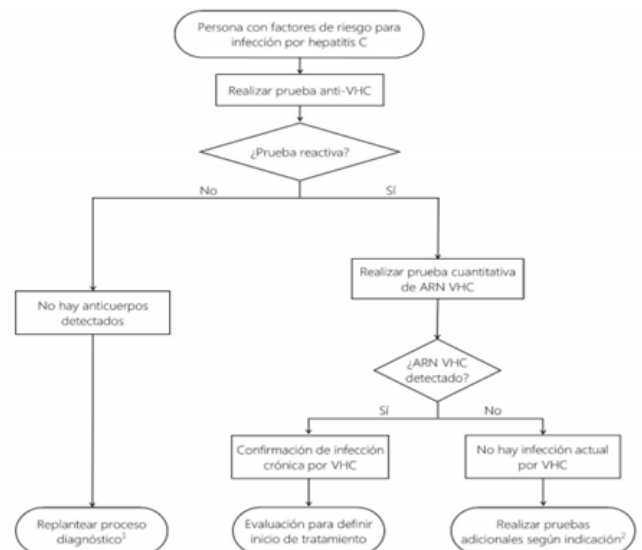 Persona con factores de riesgo para
infección por hepatitis C
Realizar prueba anti-VHC
¿Prueba reactiva?
No
Sí
Realizar prueba cuantitativa
de ARN VHC
No hay anticuerpos
detectados
¿ARN VHC
detectado?
Sí
No
Confirmación de infección
crónica por VHC
No hay infección actual
por VHC
Replantear proceso
diagnóstico¹
Evaluación para definir
inicio de tratamiento
Realizar pruebas
adicionales según indicación²